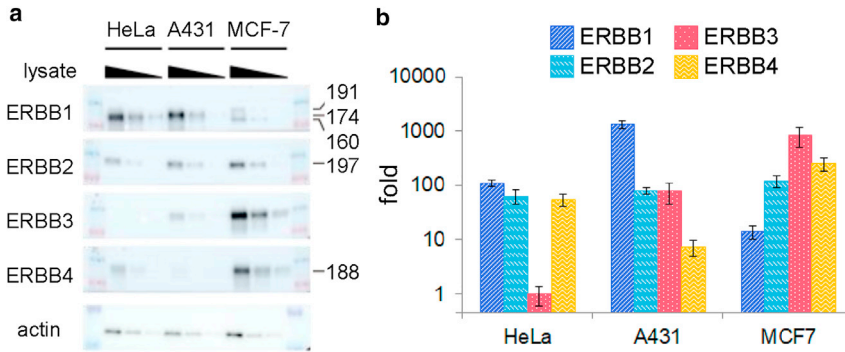 a
HeLa A431 MCF-7
lysate
ERBB1
191
174
160
ERBB2
197
ERBB3
ERBB4
188
actin
b
ERBB1 ERBB3
ERBB2 ERBB4
10000
1000
100
10
1
fold
HeLa A431 MCF7